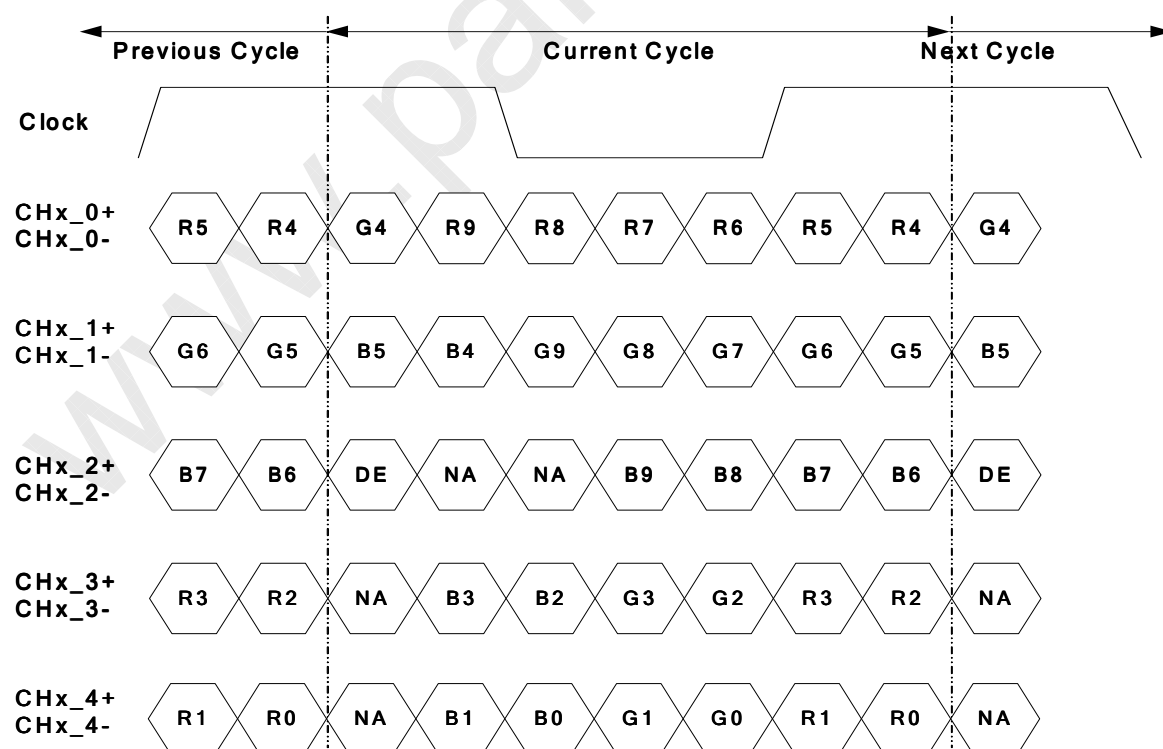 Previous Cycle Current Cycle Next Cycle
Clock
CHx_0+
CHx_0-
R5 R4 G4 R9 R8 R7 R6 R5 R4 G4
CHx_1+
CHx_1-
G6 G5 B5 B4 G9 G8 G7 G6 G5 B5
CHx_2+
CHx_2-
B7 B6 DE NA NA B9 B8 B7 B6 DE
CHx_3+
CHx_3-
R3 R2 NA B3 B2 G3 G2 R3 R2 NA
CHx_4+
CHx_4-
R1 R0 NA B1 B0 G1 G0 R1 R0 NA
www.pa